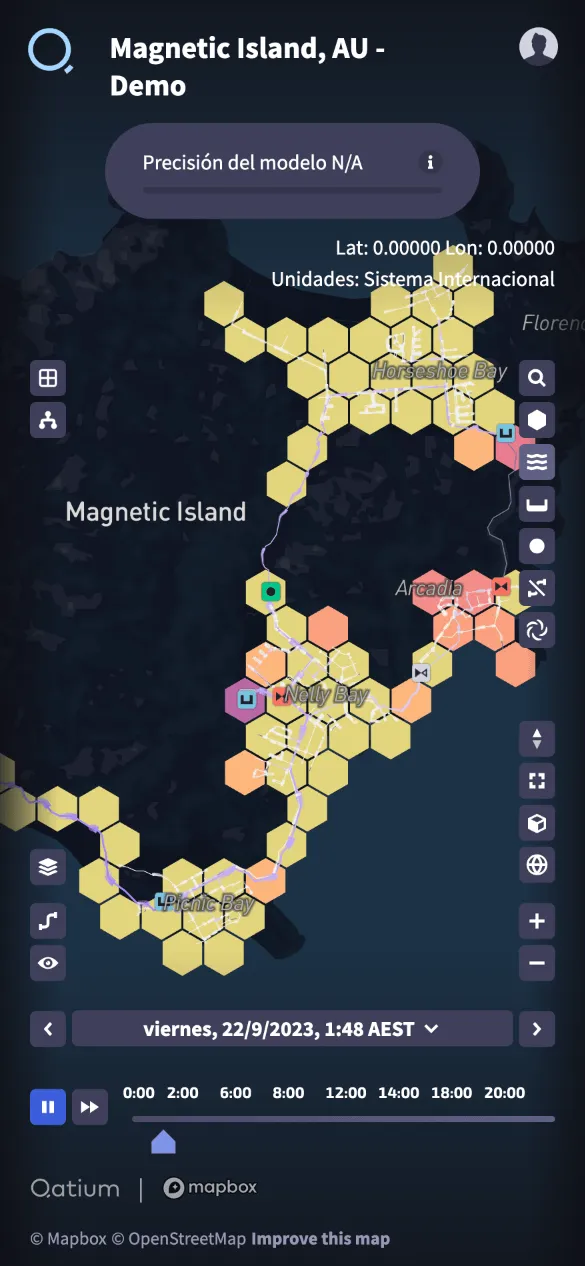 Magnetic Island, AU -
Demo
Precisión del modelo N/A
Lat: 0.00000 Lon: 0.00000
Unidades: Sistema Internacional
Floren
Horseshoe Bay
Magnetic Island
Arcadia
Nelly Bay
Picnic Bay
viernes, 22/9/2023, 1:48 AEST
0:00 2:00 6:00 8:00 12:00 14:00 18:00 20:00
Qatium | mapbox
© Mapbox © OpenStreetMap Improve this map